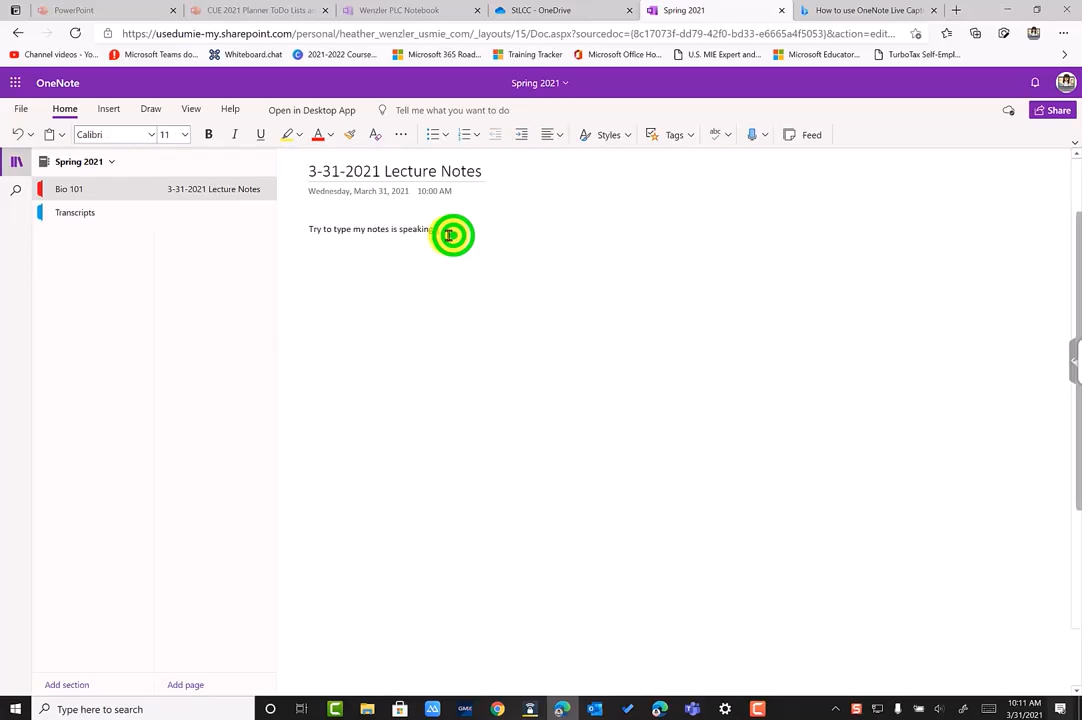 PowerPoint
CUE 2021 Planner ToDo Lists a
Wenzler PLC Notebook
StLCC - OneDrive
Spring 2021
How to use OneNote Live Capt
https://usedumie-my.sharepoint.com/personal/heather_wenzler_usmie_com/_layouts/15/Doc.aspx?sourcedoc={8c17073f-dd79-42f0-bd33-e6665a4f5053}&action=edit...
Channel videos - Yo...
Microsoft Teams do...
Whiteboard.chat
2021-2022 Course...
Microsoft 365 Road...
Training Tracker
Microsoft Office Ho...
U.S. MIE Expert and...
Microsoft Educator...
TurboTax Self-Empl...
OneNote
Spring 2021
File
Home
Insert
Draw
View
Help
Open in Desktop App
Tell me what you want to do
Share
Calibri
11
B
I
U
A
A
Styles
Tags
abc
Feed
Spring 2021
Bio 101
3-31-2021 Lecture Notes
Transcripts
3-31-2021 Lecture Notes
Wednesday, March 31, 2021 10:00 AM
Try to type my notes is speaking
Add section
Add page
Type here to search
GMX
10:11 AM
3/31/2021